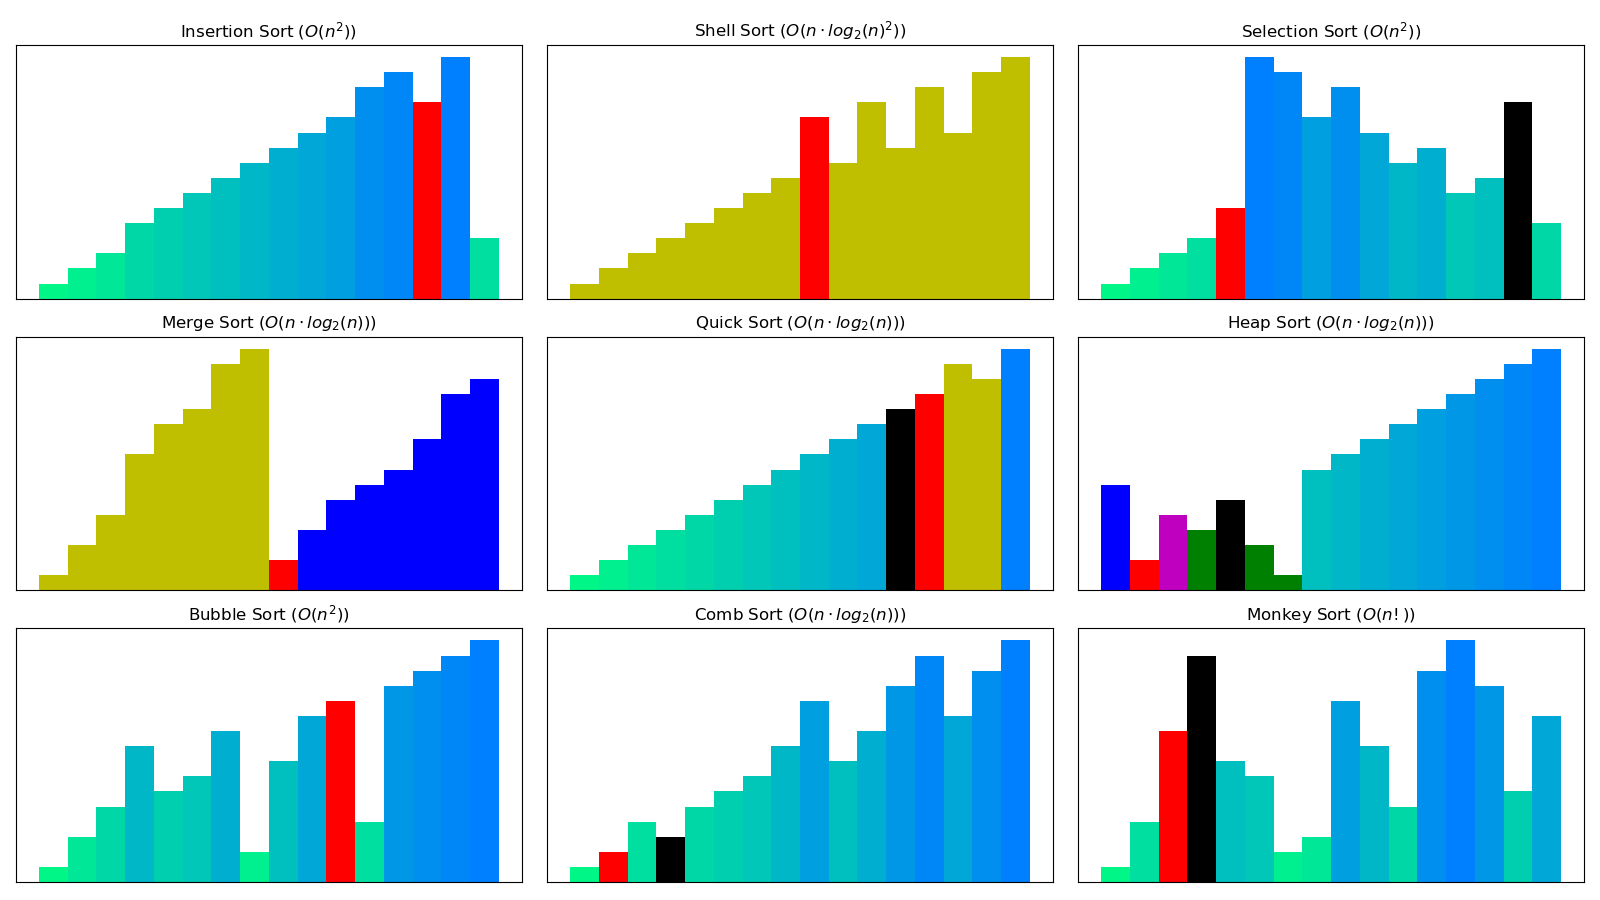 Insertion Sort (O(n²))
Shell Sort (O(n · log₂(n)²))
Selection Sort (O(n²))
Merge Sort (O(n · log₂(n)))
Quick Sort (O(n · log₂(n)))
Heap Sort (O(n · log₂(n)))
Bubble Sort (O(n²))
Comb Sort (O(n · log₂(n)))
Monkey Sort (O(n!))